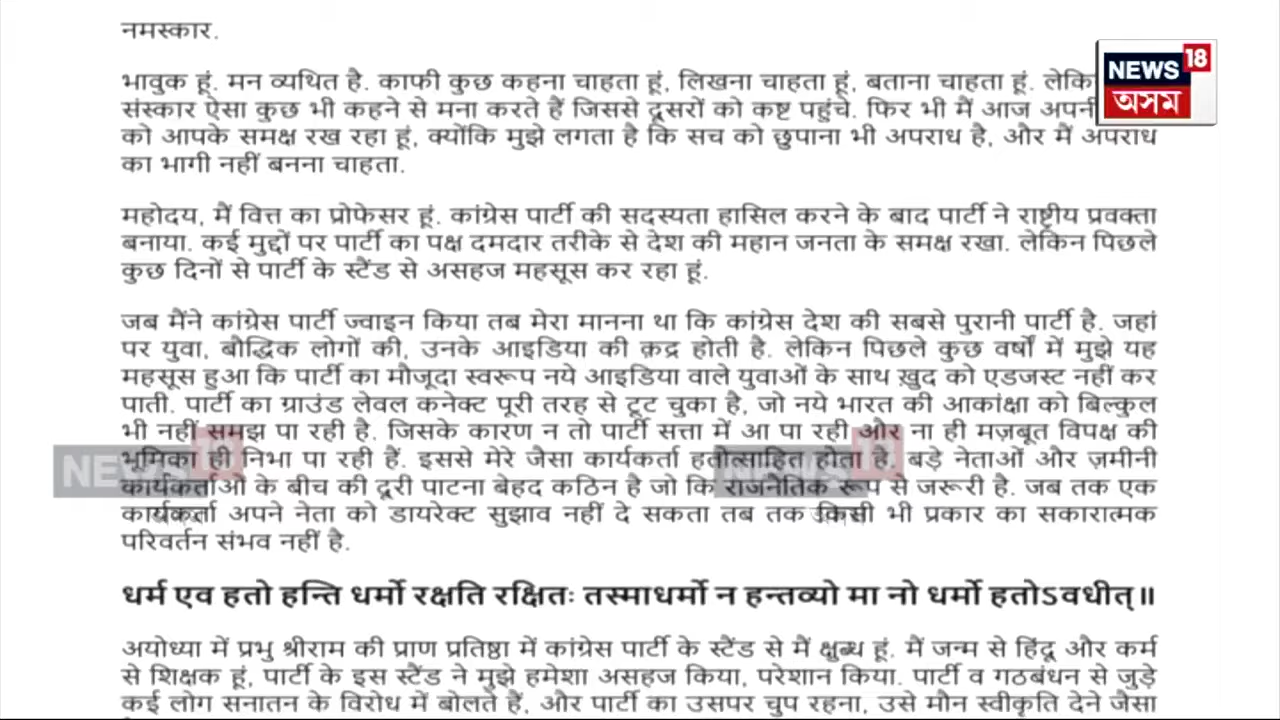 नमस्कार.
भावुक हूं. मन व्यथित है. काफी कुछ कहना चाहता हूं, लिखना चाहता हूं, बताना चाहता हूं. लेकि
संस्कार ऐसा कुछ भी कहने से मना करते हैं जिससे दूसरों को कष्ट पहुंचे. फिर भी मैं आज अपनी
को आपके समक्ष रख रहा हूं, क्योंकि मुझे लगता है कि सच को छुपाना भी अपराध है, और मैं अपराध
का भागी नहीं बनना चाहता.
महोदय, मैं वित्त का प्रोफेसर हूं. कांग्रेस पार्टी की सदस्यता हासिल करने के बाद पार्टी ने राष्ट्रीय प्रवक्ता
बनाया. कई मुद्दों पर पार्टी का पक्ष दमदार तरीके से देश की महान जनता के समक्ष रखा. लेकिन पिछले
कुछ दिनों से पार्टी के स्टैंड से असहज महसूस कर रहा हूं.
जब मैंने कांग्रेस पार्टी ज्वाइन किया तब मेरा मानना था कि कांग्रेस देश की सबसे पुरानी पार्टी है. जहां
पर युवा, बौद्धिक लोगों की, उनके आइडिया की क़द्र होती है. लेकिन पिछले कुछ वर्षों में मुझे यह
महसूस हुआ कि पार्टी का मौजूदा स्वरूप नये आइडिया वाले युवाओं के साथ ख़ुद को एडजस्ट नहीं कर
पाती. पार्टी का ग्राउंड लेवल कनेक्ट पूरी तरह से टूट चुका है, जो नये भारत की आकांक्षा को बिल्कुल
भी नहीं समझ पा रही है. जिसके कारण न तो पार्टी सत्ता में आ पा रही और ना ही मज़बूत विपक्ष की
भूमिका ही निभा पा रही हैं. इससे मेरे जैसा कार्यकर्ता हतोत्साहित होता है. बड़े नेताओं और ज़मीनी
कार्यकर्ताओं के बीच की दूरी पाटना बेहद कठिन है जो कि राजनैतिक रूप से जरूरी है. जब तक एक
कार्यकर्ता अपने नेता को डायरेक्ट सुझाव नहीं दे सकता तब तक किसी भी प्रकार का सकारात्मक
परिवर्तन संभव नहीं है.
धर्म एव हतो हन्ति धर्मो रक्षति रक्षितः तस्माधर्मो न हन्तव्यो मा नो धर्मो हतोऽवधीत्॥
अयोध्या में प्रभु श्रीराम की प्राण प्रतिष्ठा में कांग्रेस पार्टी के स्टैंड से मैं क्षुब्ध हूं. मैं जन्म से हिंदू और कर्म
से शिक्षक हूं, पार्टी के इस स्टैंड ने मुझे हमेशा असहज किया, परेशान किया. पार्टी व गठबंधन से जुड़े
कई लोग सनातन के विरोध में बोलते हैं, और पार्टी का उसपर चुप रहना, उसे मौन स्वीकृति देने जैसा
NEWS 18
অসম